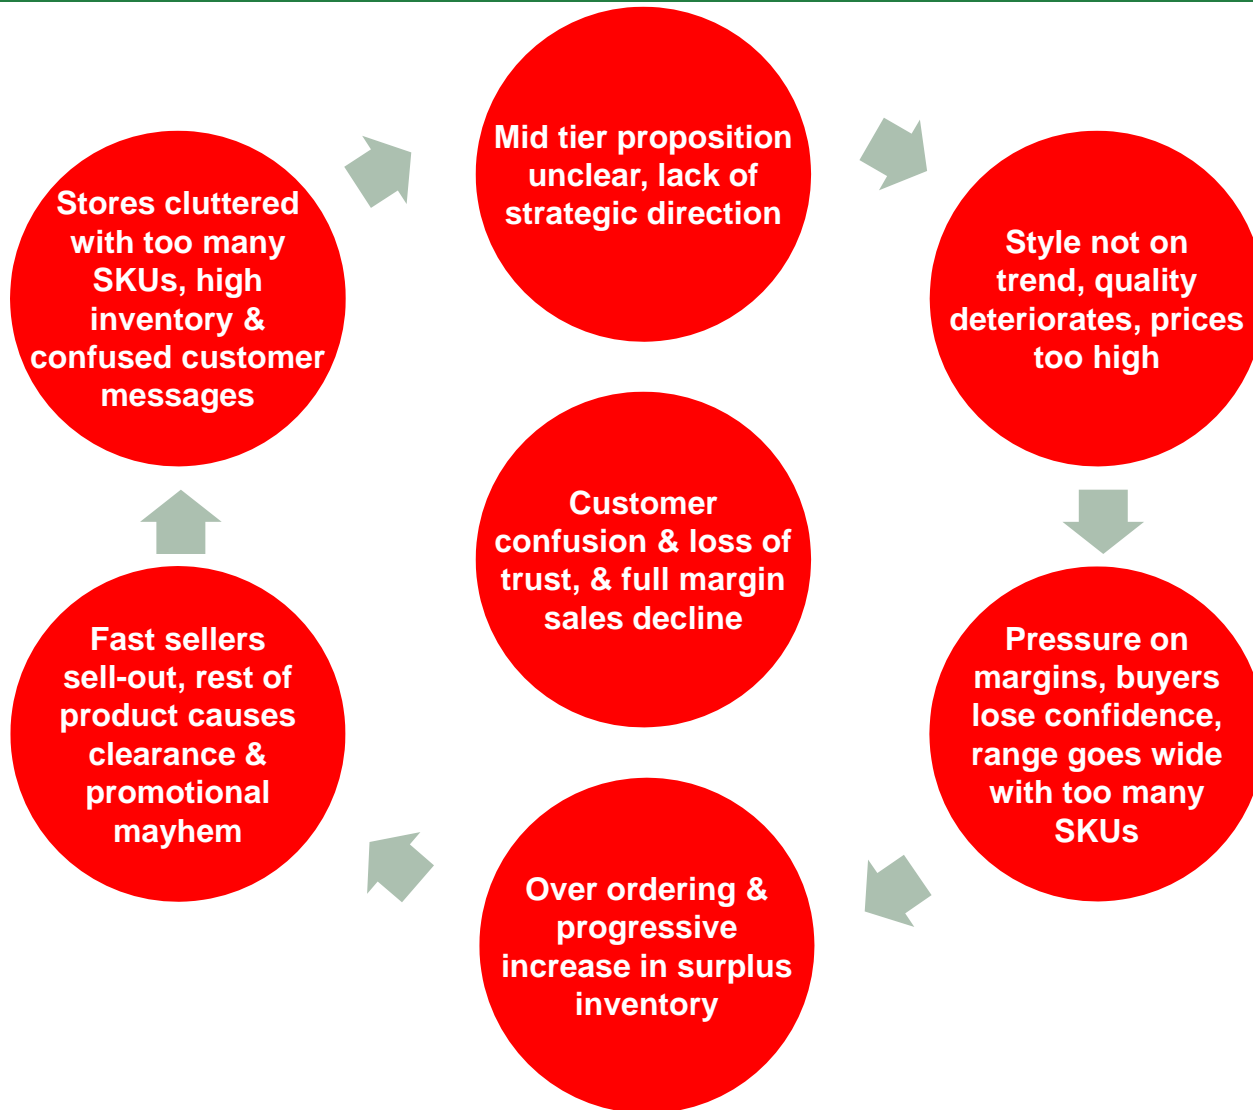 Mid tier proposition
unclear, lack of
strategic direction
Style not on
trend, quality
deteriorates, prices
too high
Pressure on
margins, buyers
lose confidence,
range goes wide
with too many
SKUs
Over ordering &
progressive
increase in surplus
inventory
Fast sellers
sell-out, rest of
product causes
clearance &
promotional
mayhem
Stores cluttered
with too many
SKUs, high
inventory &
confused customer
messages
Customer
confusion & loss of
trust, & full margin
sales decline